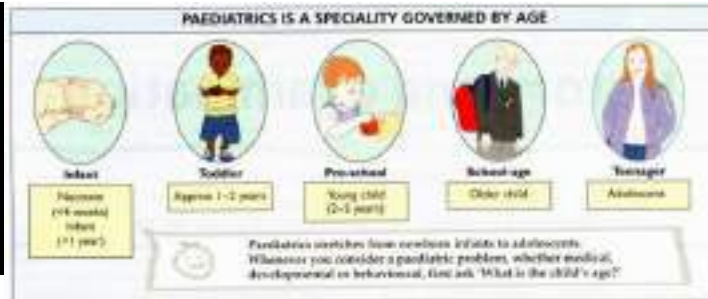 PAEDIATRICS IS A SPECIALITY GOVERNED BY AGE
Infant
Toddler
Pre-school
School-age
Teenager
Neonate
(<4 weeks)
Infant
(<1 year)
Approx 1–2 years
Young child
(2–5 years)
Older child
Adolescent
Paediatrics stretches from newborn infants to adolescents.
Whenever you consider a paediatric problem, whether medical,
developmental or behavioural, first ask 'What is the child's age?'